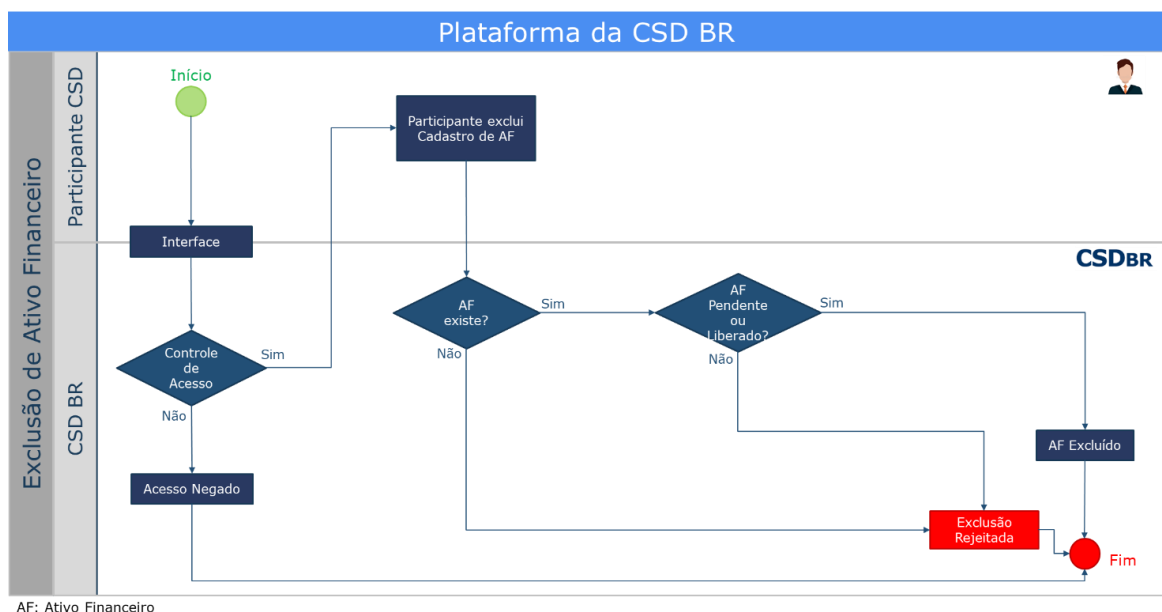 Plataforma da CSD BR
Exclusão de Ativo Financeiro
Participante CSD
Início
Participante exclui
Cadastro de AF
Interface
CSD BR
CSDBR
Controle
de
Acesso
Sim
Não
AF
existe?
Sim
Não
AF
Pendente
ou
Liberado?
Sim
Não
AF Excluído
Acesso Negado
Exclusão
Rejeitada
Fim
AF: Ativo Financeiro